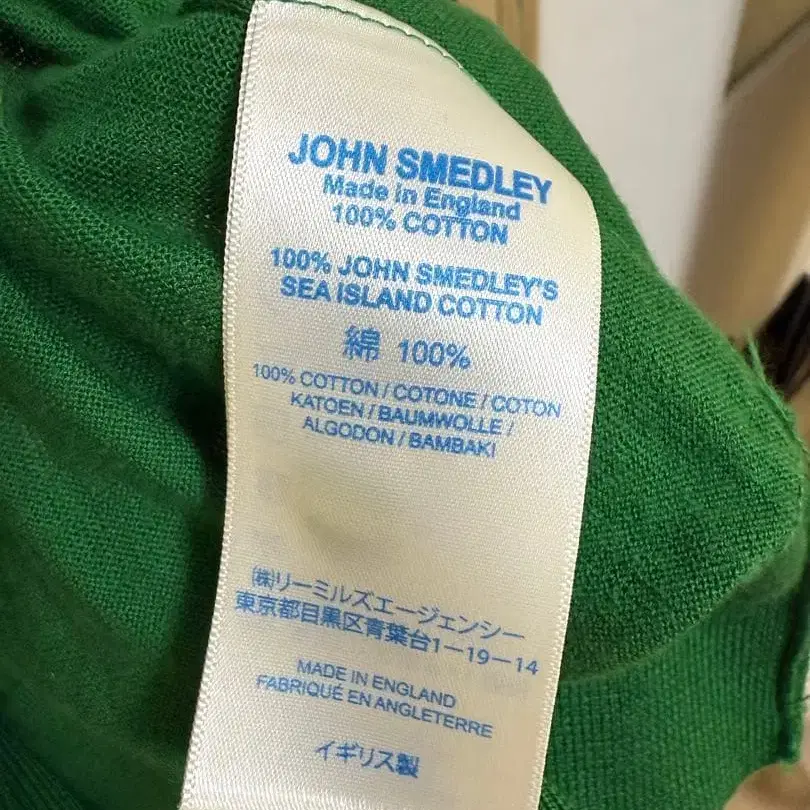 JOHN SMEDLEY
Made in England
100% COTTON
100% JOHN SMEDLEY'S
SEA ISLAND COTTON
綿 100%
100% COTTON / COTONE / COTON
KATOEN / BAUMWOLLE /
ALGODON / BAMBAKI
㈱リーミルズエージェンシー
東京都目黒区青葉台1-19-14
MADE IN ENGLAND
FABRIQUÉ EN ANGLETERRE
イギリス製